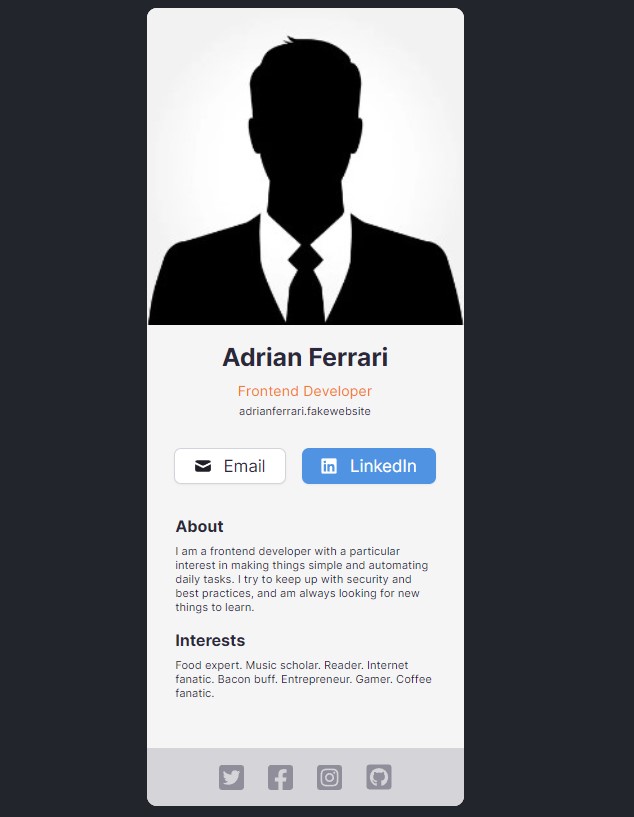 Adrian Ferrari
Frontend Developer
adrianferrari.fakewebsite
Email
LinkedIn
About
I am a frontend developer with a particular
interest in making things simple and automating
daily tasks. I try to keep up with security and
best practices, and am always looking for new
things to learn.
Interests
Food expert. Music scholar. Reader. Internet
fanatic. Bacon buff. Entrepreneur. Gamer. Coffee
fanatic.